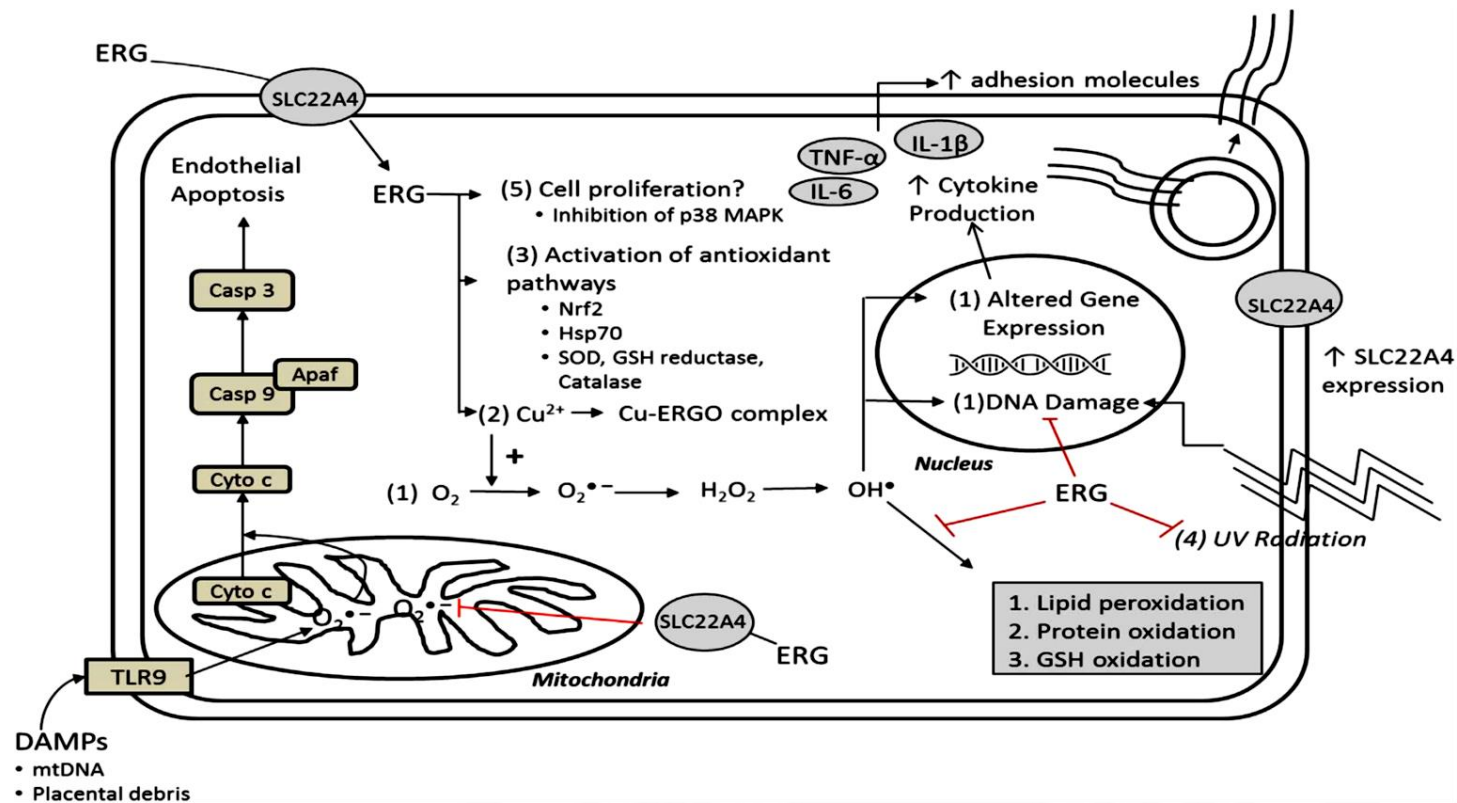 ERG
SLC22A4
↑ adhesion molecules
TNF-α
IL-1β
IL-6
↑ Cytokine
Production
Endothelial
Apoptosis
ERG
(5) Cell proliferation?
• Inhibition of p38 MAPK
(3) Activation of antioxidant
pathways
• Nrf2
• Hsp70
• SOD, GSH reductase,
Catalase
(2) Cu²⁺ → Cu-ERGO complex
+
(1) O₂ → O₂•− → H₂O₂ → OH•
Casp 3
Apaf
Casp 9
Cyto c
Cyto c
(1) Altered Gene
Expression
(1)DNA Damage
Nucleus
SLC22A4
↑ SLC22A4
expression
ERG
(4) UV Radiation
O₂•−
O₂•−
SLC22A4
ERG
Mitochondria
1. Lipid peroxidation
2. Protein oxidation
3. GSH oxidation
TLR9
DAMPs
• mtDNA
• Placental debris